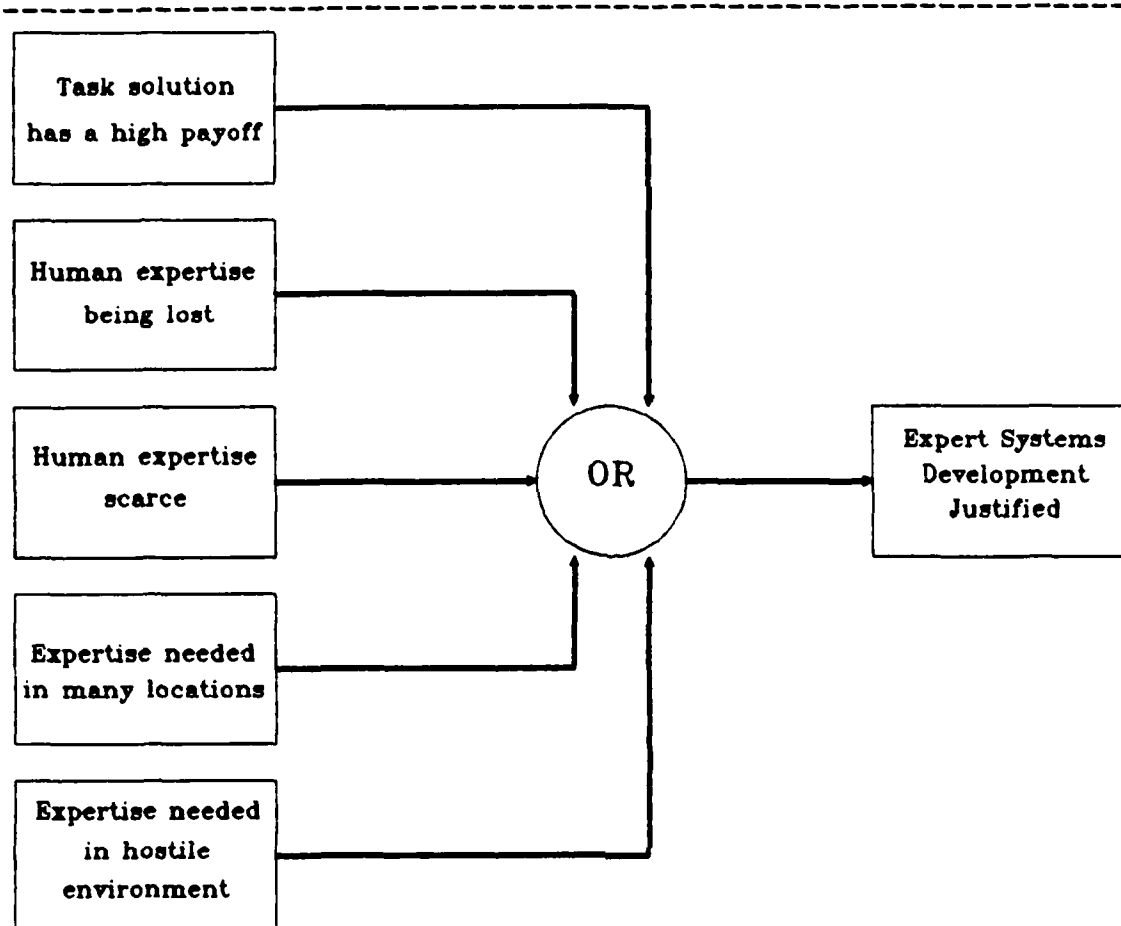 Task solution
has a high payoff
Human expertise
being lost
Human expertise
scarce
Expertise needed
in many locations
Expertise needed
in hostile
environment
OR
Expert Systems
Development
Justified